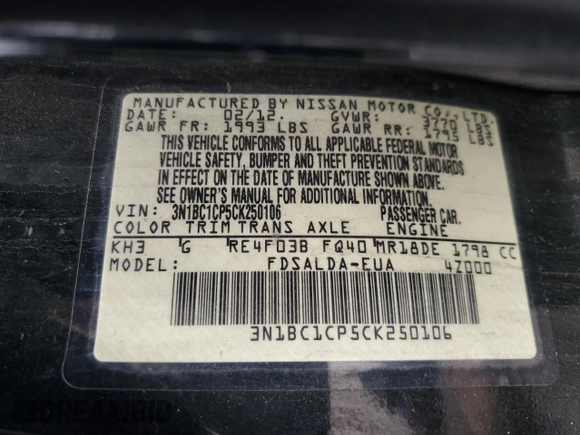 MANUFACTURED BY NISSAN MOTOR CO., LTD.
DATE: 02/12. GVWR: 3770 LBS
GAWR FR: 1993 LBS GAWR RR: 1795 LBS
THIS VEHICLE CONFORMS TO ALL APPLICABLE FEDERAL MOTOR
VEHICLE SAFETY, BUMPER AND THEFT PREVENTION STANDARDS
IN EFFECT ON THE DATE OF MANUFACTURE SHOWN ABOVE.
SEE OWNER'S MANUAL FOR ADDITIONAL INFORMATION.
VIN: 3N1BC1CP5CK250106 PASSENGER CAR.
COLOR TRIM TRANS AXLE ENGINE
KH3 G RE4F03B FQ40 MR18DE 1798 CC
MODEL: FDSALDA-EUA 4Z000
3N1BC1CP5CK250106
DREAMBID